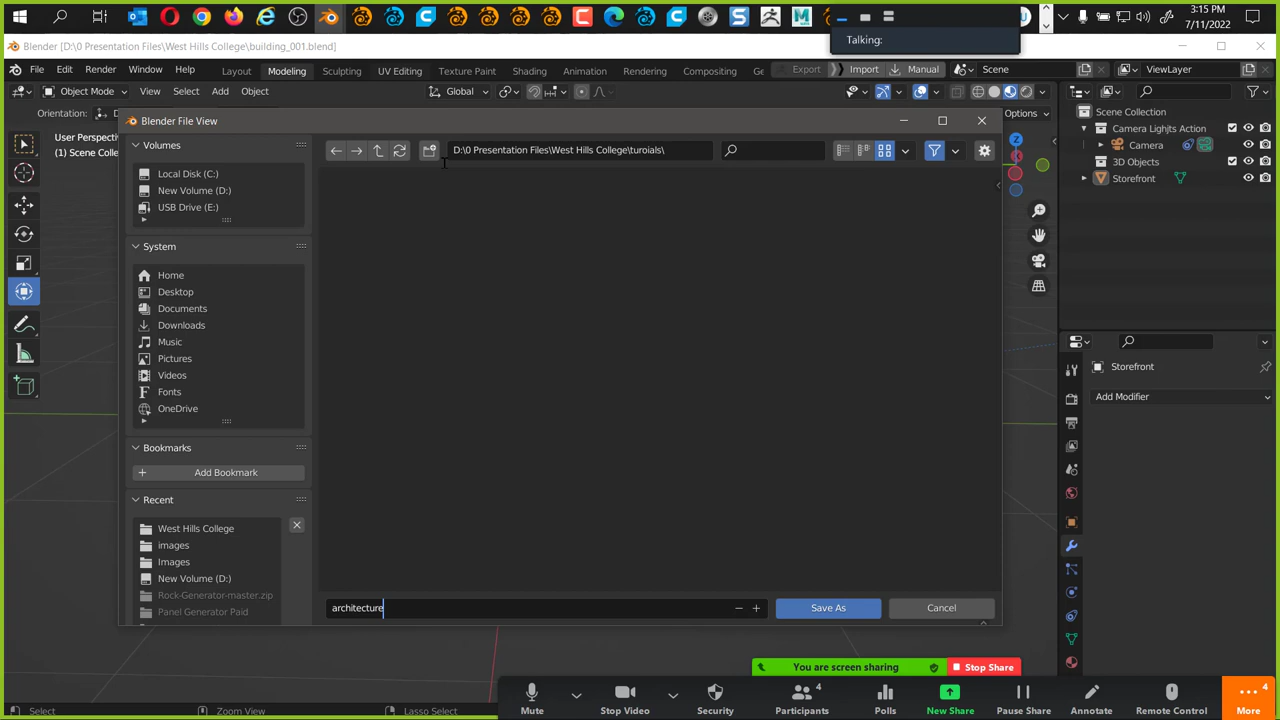 3:15 PM
7/11/2022
Talking:
Blender [D:\0 Presentation Files\West Hills College\building_001.blend]
File Edit Render Window Help Layout Modeling Sculpting UV Editing Texture Paint Shading Animation Rendering Compositing Ge Export Import Manual Scene ViewLayer
Object Mode View Select Add Object Global
Orientation: D Options
User Perspecti
(1) Scene Colle
Blender File View
Volumes
D:\0 Presentation Files\West Hills College\turoials\
Local Disk (C:)
New Volume (D:)
USB Drive (E:)
System
Home
Desktop
Documents
Downloads
Music
Pictures
Videos
Fonts
OneDrive
Bookmarks
Add Bookmark
Recent
West Hills College
images
Images
New Volume (D:)
Rock-Generator-master.zip
Panel Generator Paid
architecture
Save As
Cancel
X
Z
Scene Collection
Camera Lights Action
Camera
3D Objects
Storefront
Storefront
Add Modifier
You are screen sharing
Stop Share
Mute Stop Video Security Participants 4 Polls New Share Pause Share Annotate Remote Control More 4
Select Zoom View Lasso Select